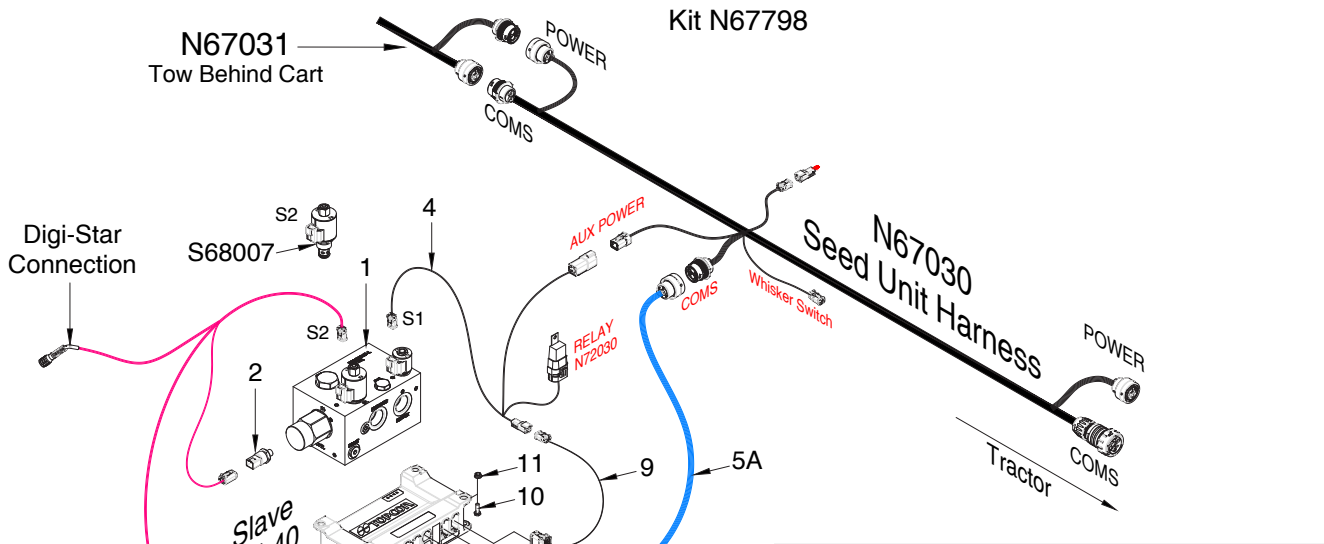 Kit N67798
N67031
Tow Behind Cart
POWER
COMS
S2
S68007
4
Digi-Star
Connection
1
AUX POWER
N67030
Seed Unit Harness
S1
S2
COMS
Whisker Switch
RELAY
N72030
POWER
2
11
9
5A
COMS
Tractor
10
Slave
TOPCON